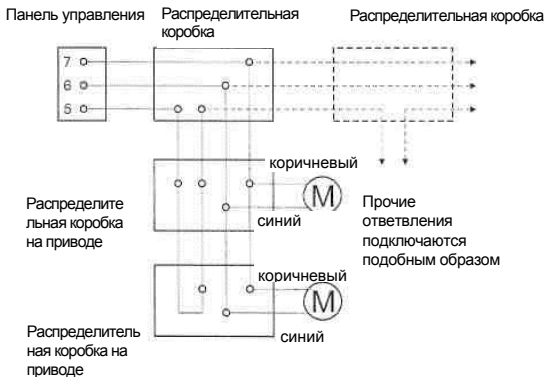 Панель управления
Распределительная
коробка
Распределительная коробка
7
6
5
коричневый
M
синий
Распределите
льная коробка
на приводе
Прочие
ответвления
подключаются
подобным образом
коричневый
M
синий
Распределитель
ная коробка на
приводе